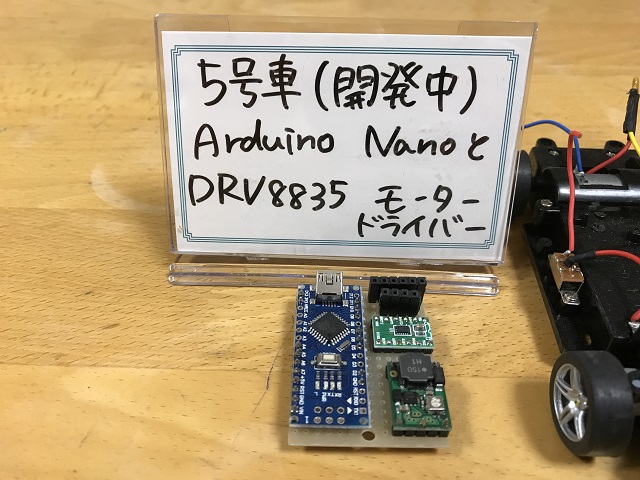 5号車(開発中)
Arduino Nanoと
DRV8835 モーター
ドライバー
150